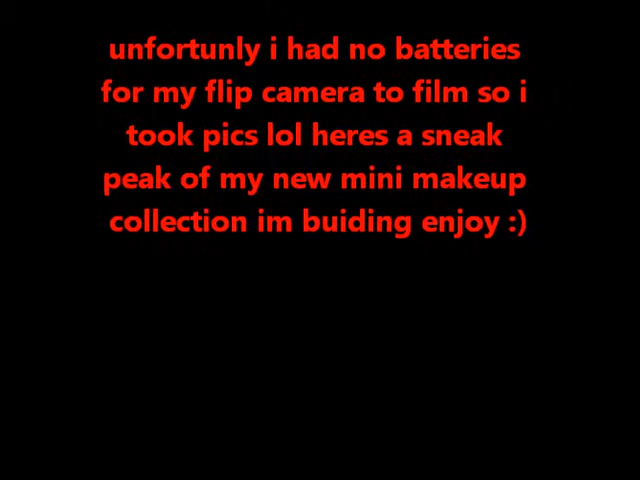 unfortunly i had no batteries
for my flip camera to film so i
took pics lol heres a sneak
peak of my new mini makeup
collection im buiding enjoy :)